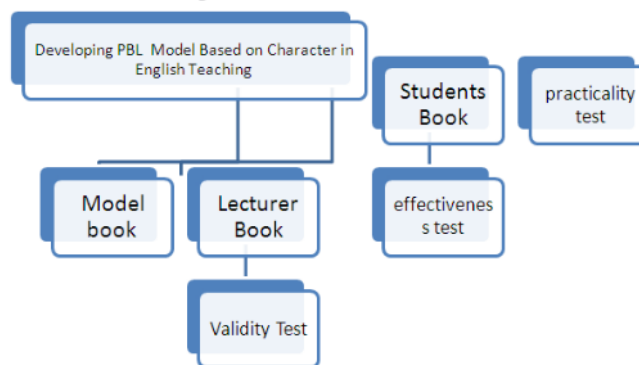 Developing PBL Model Based on Character in
English Teaching
Students
Book
practicality
test
Model
book
Lecturer
Book
effectivenes
s test
Validity Test